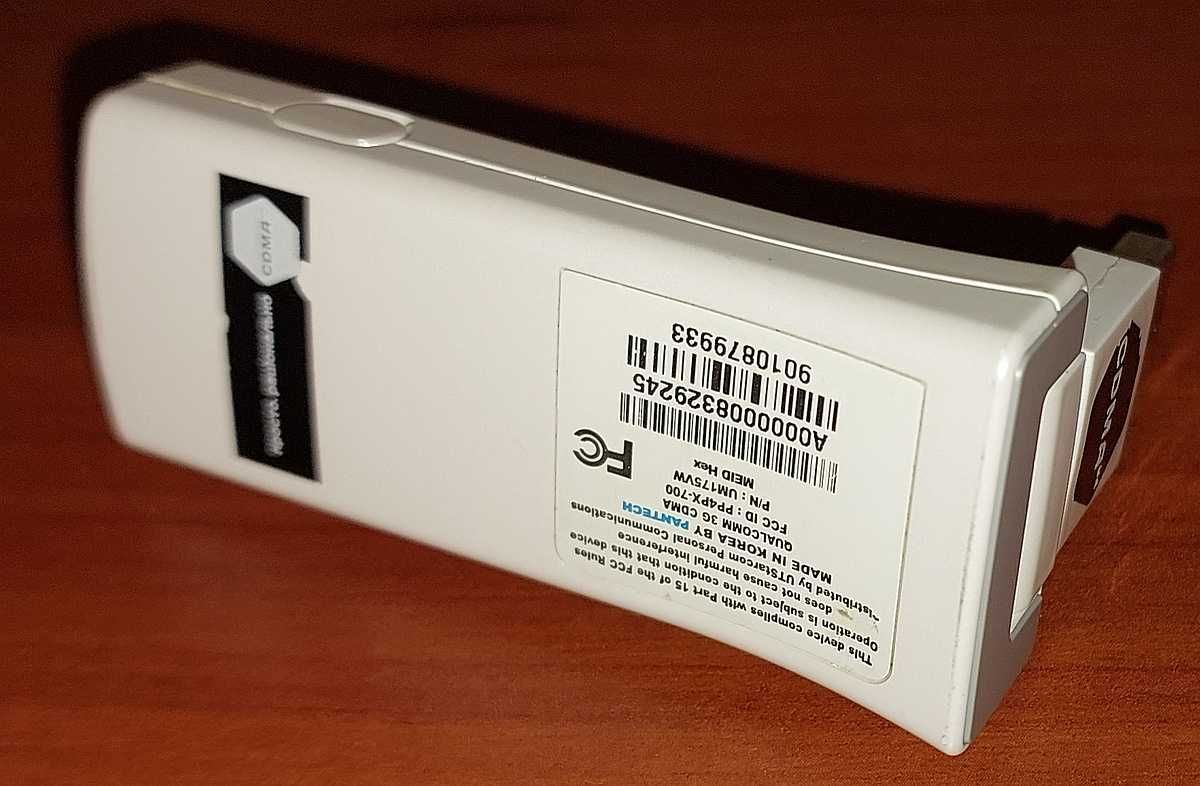 This device complies with Part 15 of the FCC Rules
Operation is subject to the condition that this device
does not cause harmful interference
by UTStarcom Personal Communications
MADE IN KOREA BY PANTECH
QUALCOMM 3G CDMA
FCC ID : PP4PX-700
P/N : UM175VW
MEID Hex
FC
A0000008329245
9010879933
CDMA